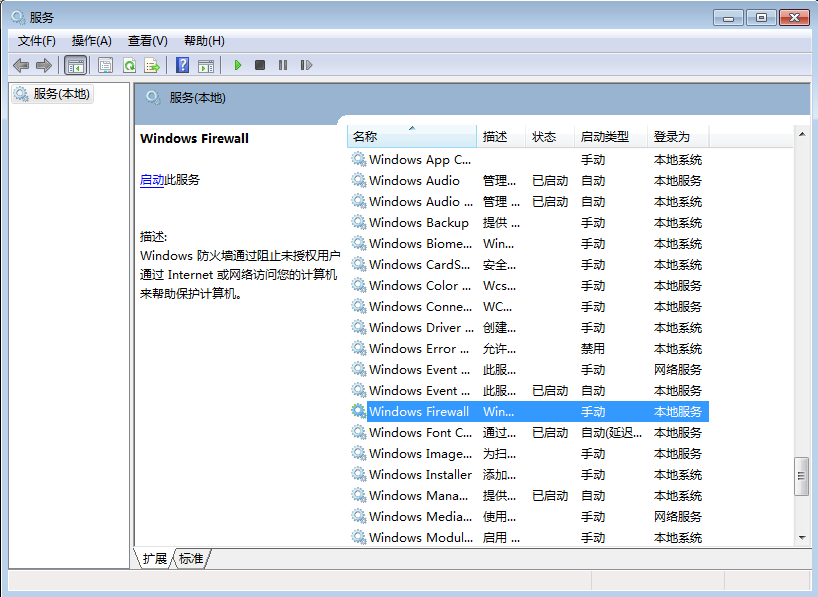 服务
文件(F) 操作(A) 查看(V) 帮助(H)
服务(本地)
服务(本地)
Windows Firewall
启动此服务
描述:
Windows 防火墙通过阻止未授权用户
通过 Internet 或网络访问您的计算机
来帮助保护计算机。
名称 描述 状态 启动类型 登录为
Windows App C... 手动 本地系统
Windows Audio 管理... 已启动 自动 本地服务
Windows Audio ... 管理 ... 已启动 自动 本地系统
Windows Backup 提供 ... 手动 本地系统
Windows Biome... Win... 手动 本地系统
Windows CardS... 安全... 手动 本地系统
Windows Color ... Wcs... 手动 本地服务
Windows Conne... WC... 手动 本地服务
Windows Driver ... 创建... 手动 本地系统
Windows Error ... 允许... 禁用 本地系统
Windows Event ... 此服... 手动 网络服务
Windows Event ... 此服... 已启动 自动 本地服务
Windows Firewall Win... 手动 本地服务
Windows Font C... 通过... 已启动 自动(延迟... 本地服务
Windows Image... 为扫... 手动 本地服务
Windows Installer 添加... 手动 本地系统
Windows Mana... 提供... 已启动 自动 本地系统
Windows Media... 使用... 手动 网络服务
Windows Modul... 启用 ... 手动 本地系统
扩展 标准